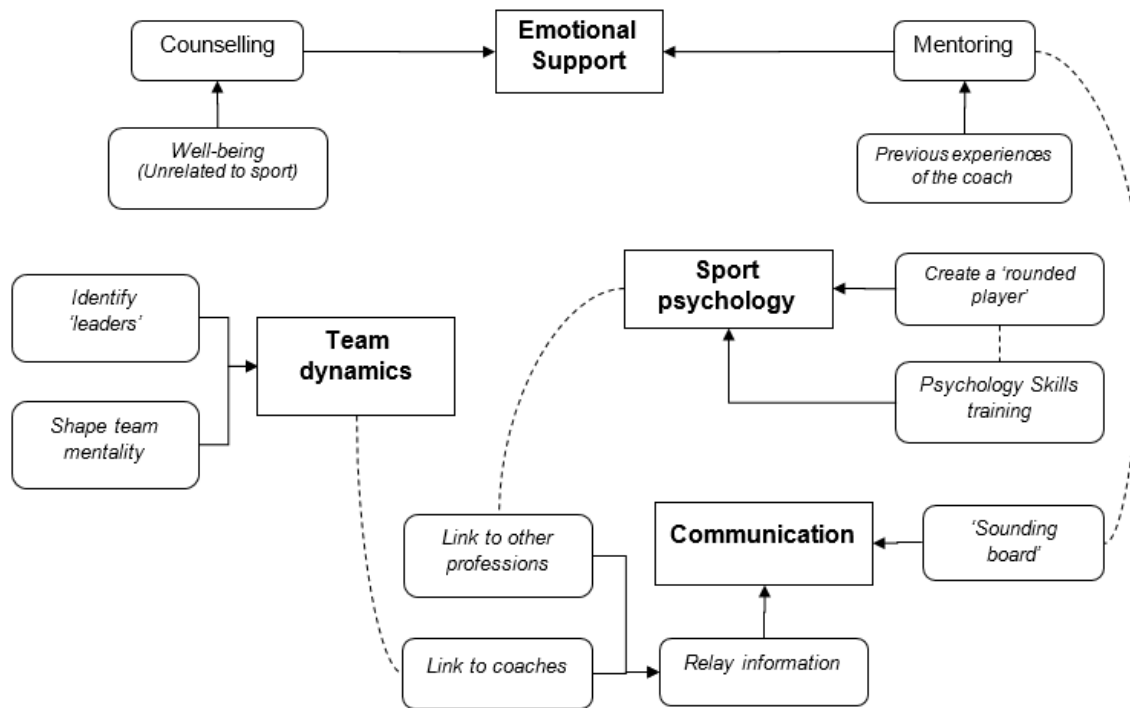 Counselling
Emotional
Support
Mentoring
Well-being
(Unrelated to sport)
Previous experiences
of the coach
Identify
‘leaders’
Team
dynamics
Shape team
mentality
Sport
psychology
Create a ‘rounded
player’
Psychology Skills
training
Link to other
professions
Communication
‘Sounding
board’
Link to coaches
Relay information